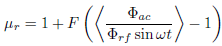 μ_r = 1 + F ( ⟨ Φ_ac / Φ_rf sin ωt ⟩ − 1 )